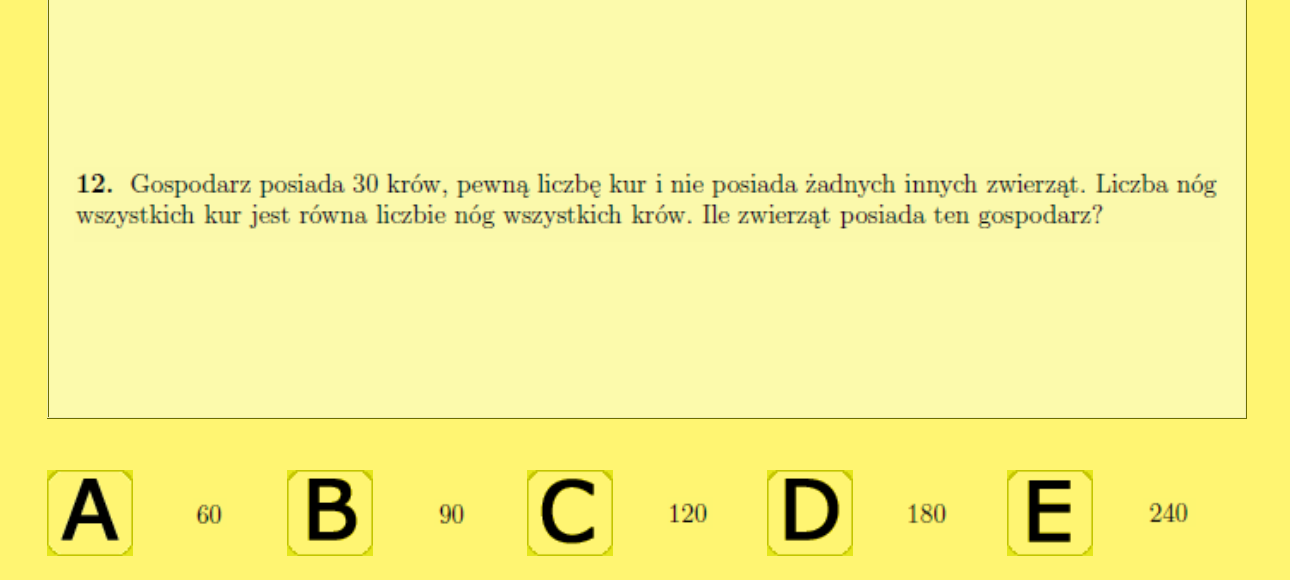 12. Gospodarz posiada 30 krów, pewną liczbę kur i nie posiada żadnych innych zwierząt. Liczba nóg
wszystkich kur jest równa liczbie nóg wszystkich krów. Ile zwierząt posiada ten gospodarz?
A 60 B 90 C 120 D 180 E 240